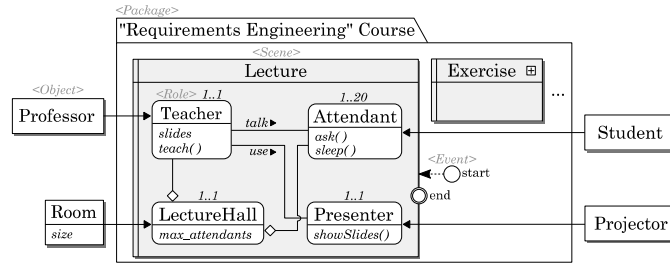 <Package>
"Requirements Engineering" Course
<Scene>
Lecture
Exercise
...
<Object>
Professor
<Role> 1..1
Teacher
slides
teach()
talk
use
1..20
Attendant
ask()
sleep()
Student
<Event>
start
end
Room
size
1..1
LectureHall
max_attendants
1..1
Presenter
showSlides()
Projector